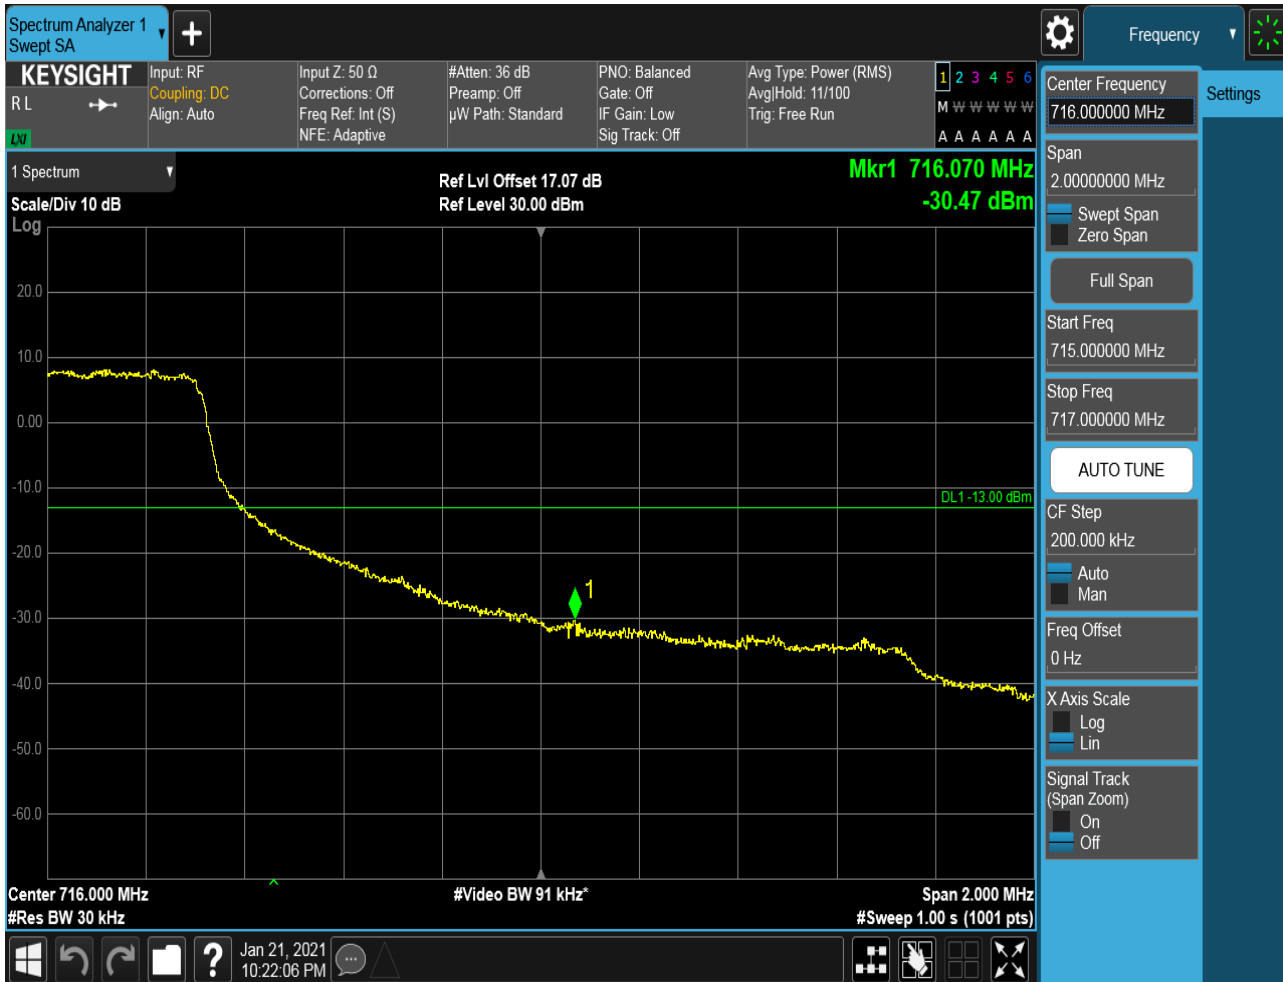 Spectrum Analyzer 1
Swept SA
+
Frequency
KEYSIGHT
R L
LXI
Input: RF
Coupling: DC
Align: Auto
Input Z: 50 Ω
Corrections: Off
Freq Ref: Int (S)
NFE: Adaptive
#Atten: 36 dB
Preamp: Off
µW Path: Standard
PNO: Balanced
Gate: Off
IF Gain: Low
Sig Track: Off
Avg Type: Power (RMS)
Avg|Hold: 11/100
Trig: Free Run
1 2 3 4 5 6
M W W W W W
A A A A A A
1 Spectrum
Scale/Div 10 dB
Log
Ref Lvl Offset 17.07 dB
Ref Level 30.00 dBm
Mkr1 716.070 MHz
-30.47 dBm
20.0
10.0
0.00
-10.0
-20.0
-30.0
-40.0
-50.0
-60.0
DL1 -13.00 dBm
1
Center 716.000 MHz
#Res BW 30 kHz
#Video BW 91 kHz*
Span 2.000 MHz
#Sweep 1.00 s (1001 pts)
?
Jan 21, 2021
10:22:06 PM
Center Frequency
716.000000 MHz
Settings
Span
2.00000000 MHz
Swept Span
Zero Span
Full Span
Start Freq
715.000000 MHz
Stop Freq
717.000000 MHz
AUTO TUNE
CF Step
200.000 kHz
Auto
Man
Freq Offset
0 Hz
X Axis Scale
Log
Lin
Signal Track
(Span Zoom)
On
Off